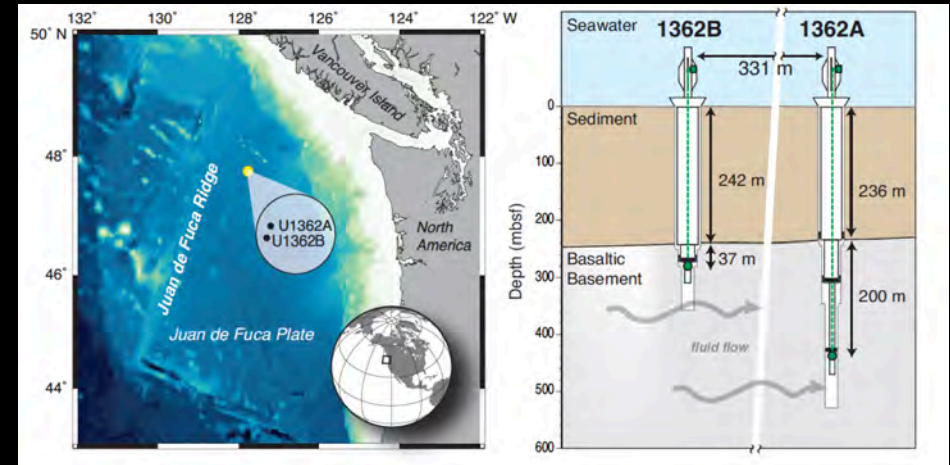 132° 130° 128° 126° 124° 122° W
50° N
48°
46°
44°
Vancouver Island
Juan de Fuca Ridge
U1362A
U1362B
North
America
Juan de Fuca Plate
Seawater
1362B
1362A
331 m
Sediment
242 m
236 m
Basaltic
Basement
37 m
200 m
fluid flow
Depth (mbsf)
0
100
200
300
400
500
600